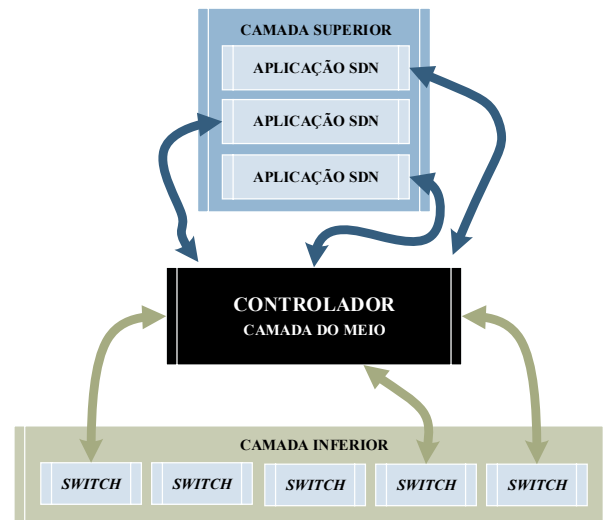 CAMADA SUPERIOR
APLICAÇÃO SDN
APLICAÇÃO SDN
APLICAÇÃO SDN
CONTROLADOR
CAMADA DO MEIO
CAMADA INFERIOR
SWITCH SWITCH SWITCH SWITCH SWITCH